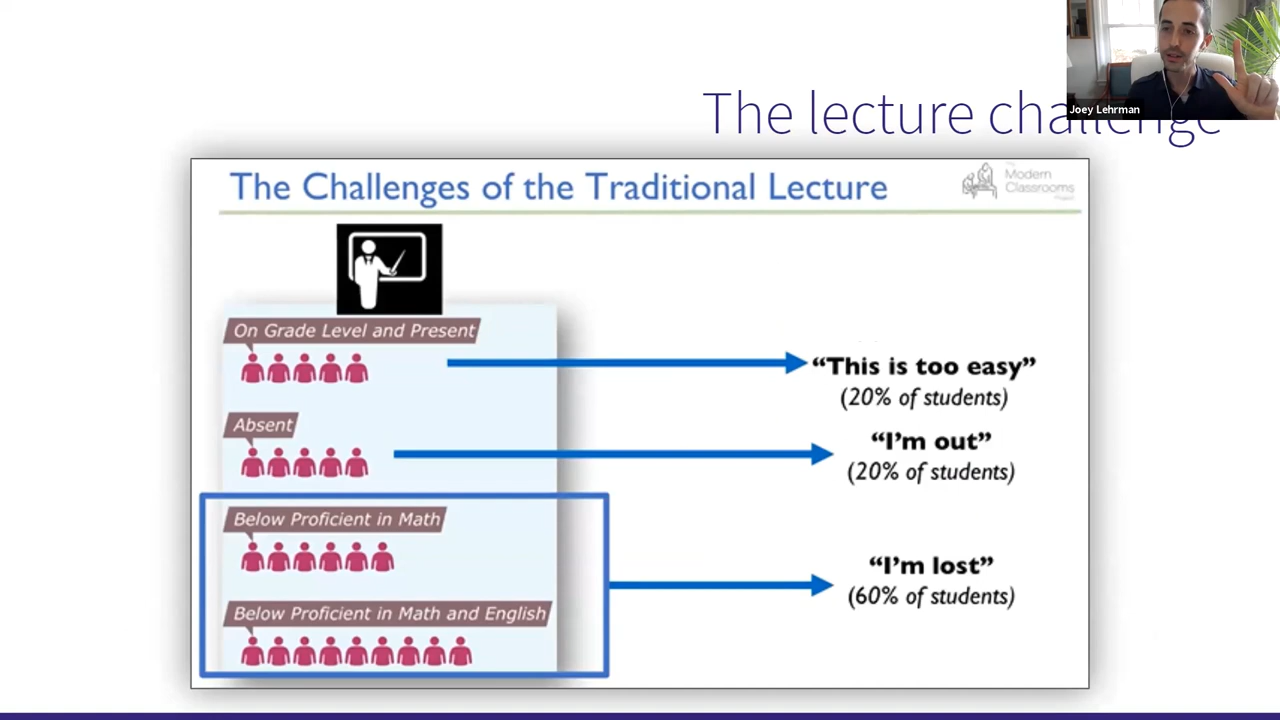 Joey Lehrman
The lecture challenge
The Challenges of the Traditional Lecture
The
Modern
Classrooms
Project
On Grade Level and Present
“This is too easy”
(20% of students)
Absent
“I’m out”
(20% of students)
Below Proficient in Math
“I’m lost”
(60% of students)
Below Proficient in Math and English